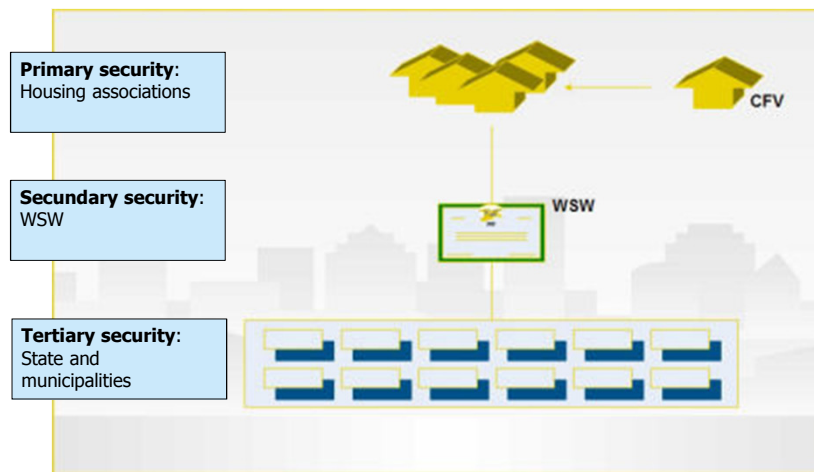 Primary security:
Housing associations
CFV
Secundary security:
WSW
WSW
Tertiary security:
State and
municipalities